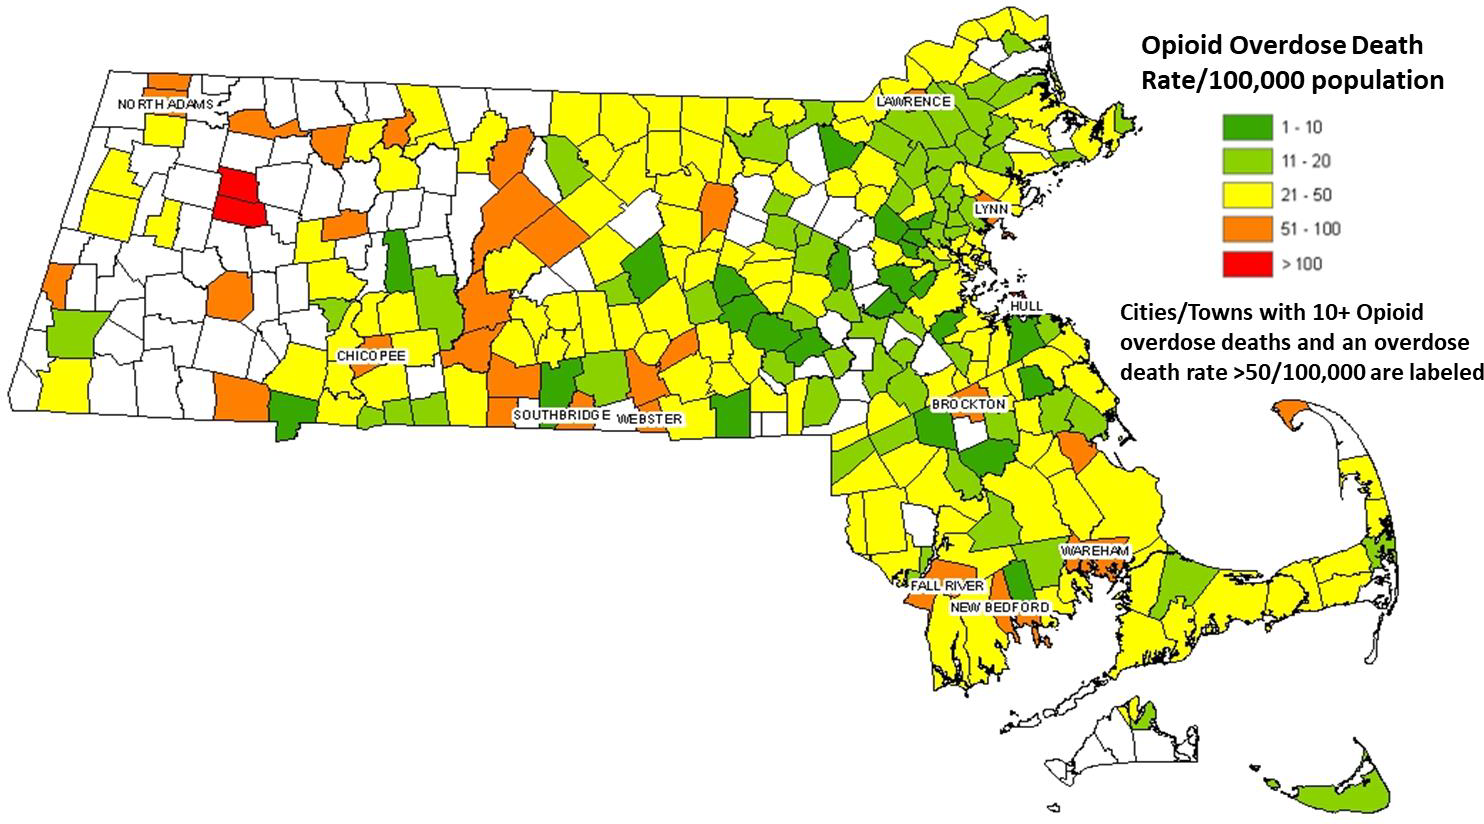 Opioid Overdose Death
Rate/100,000 population
1 - 10
11 - 20
21 - 50
51 - 100
> 100
Cities/Towns with 10+ Opioid
overdose deaths and an overdose
death rate >50/100,000 are labeled
NORTH ADAMS
LAWRENCE
LYNN
HULL
CHICOPEE
BROCKTON
SOUTHBRIDGE
WEBSTER
WAREHAM
FALL RIVER
NEW BEDFORD